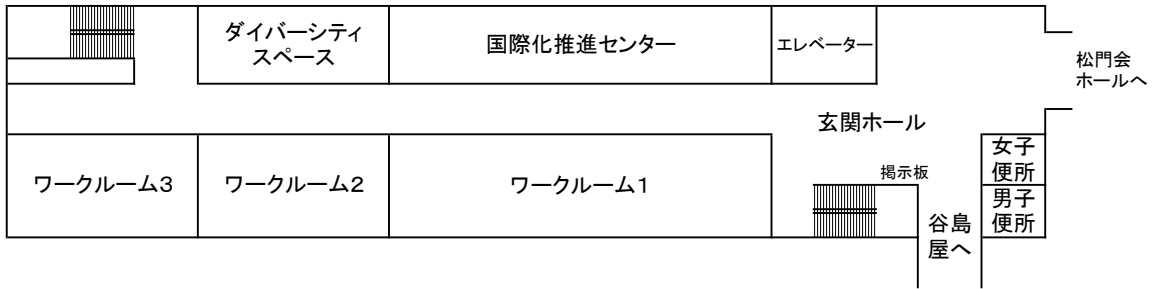 ダイバーシティ
スペース
国際化推進センター
エレベーター
松門会
ホールへ
玄関ホール
ワークルーム3
ワークルーム2
ワークルーム1
掲示板
女子
便所
男子
便所
谷島
屋へ